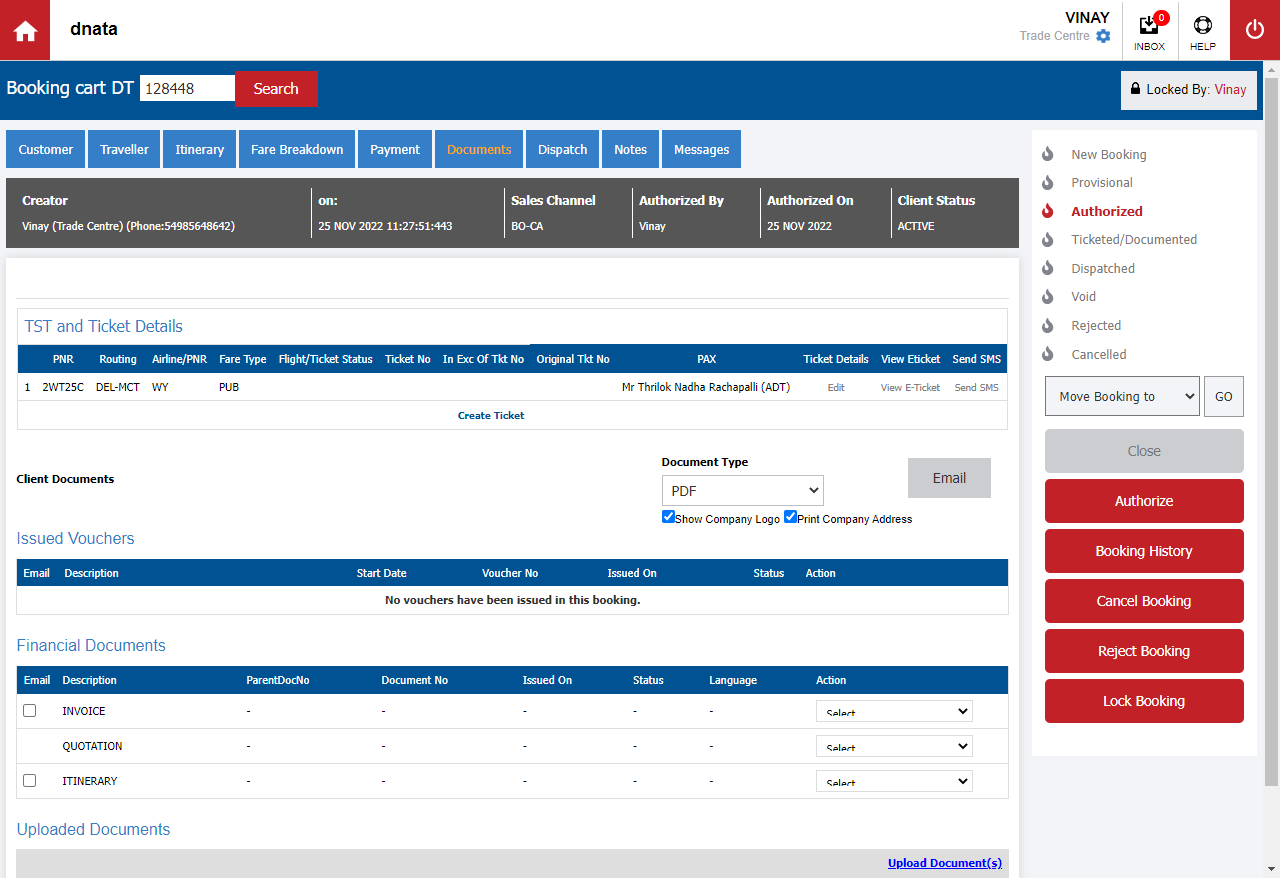 dnata
VINAY
Trade Centre
0
INBOX
HELP
Booking cart DT 128448 Search
Locked By: Vinay
Customer Traveller Itinerary Fare Breakdown Payment Documents Dispatch Notes Messages
Creator on: Sales Channel Authorized By Authorized On Client Status
Vinay (Trade Centre) (Phone:54985648642) 25 NOV 2022 11:27:51:443 BO-CA Vinay 25 NOV 2022 ACTIVE
TST and Ticket Details
PNR Routing Airline/PNR Fare Type Flight/Ticket Status Ticket No In Exc Of Tkt No Original Tkt No PAX Ticket Details View Eticket Send SMS
1 2WT25C DEL-MCT WY PUB Mr Thrilok Nadha Rachapalli (ADT) Edit View E-Ticket Send SMS
Create Ticket
Client Documents
Document Type
PDF
Email
Show Company Logo Print Company Address
Issued Vouchers
Email Description Start Date Voucher No Issued On Status Action
No vouchers have been issued in this booking.
Financial Documents
Email Description ParentDocNo Document No Issued On Status Language Action
INVOICE - - - - - Select
QUOTATION - - - - - Select
ITINERARY - - - - - Select
Uploaded Documents
Upload Document(s)
New Booking
Provisional
Authorized
Ticketed/Documented
Dispatched
Void
Rejected
Cancelled
Move Booking to GO
Close
Authorize
Booking History
Cancel Booking
Reject Booking
Lock Booking